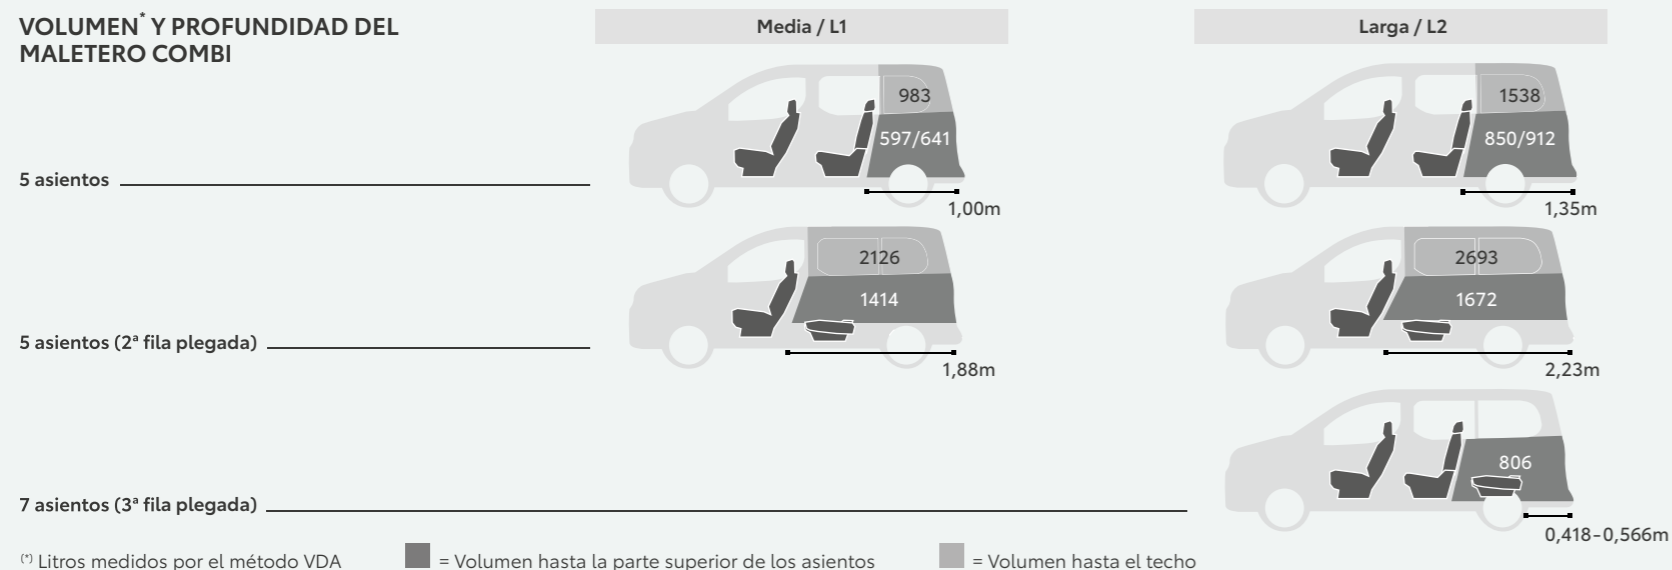 VOLUMEN* Y PROFUNDIDAD DEL
MALETERO COMBI
Media / L1
Larga / L2
983
597/641
1538
850/912
5 asientos
1,00m
1,35m
2126
1414
2693
1672
5 asientos (2ª fila plegada)
1,88m
2,23m
806
7 asientos (3ª fila plegada)
0,418-0,566m
(*) Litros medidos por el método VDA
= Volumen hasta la parte superior de los asientos
= Volumen hasta el techo